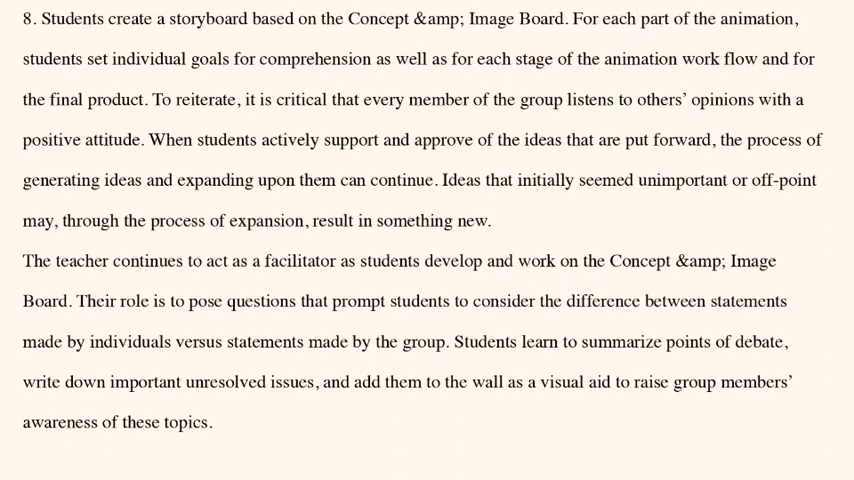 8. Students create a storyboard based on the Concept &amp; Image Board. For each part of the animation,
students set individual goals for comprehension as well as for each stage of the animation work flow and for
the final product. To reiterate, it is critical that every member of the group listens to others’ opinions with a
positive attitude. When students actively support and approve of the ideas that are put forward, the process of
generating ideas and expanding upon them can continue. Ideas that initially seemed unimportant or off-point
may, through the process of expansion, result in something new.
The teacher continues to act as a facilitator as students develop and work on the Concept &amp; Image
Board. Their role is to pose questions that prompt students to consider the difference between statements
made by individuals versus statements made by the group. Students learn to summarize points of debate,
write down important unresolved issues, and add them to the wall as a visual aid to raise group members’
awareness of these topics.